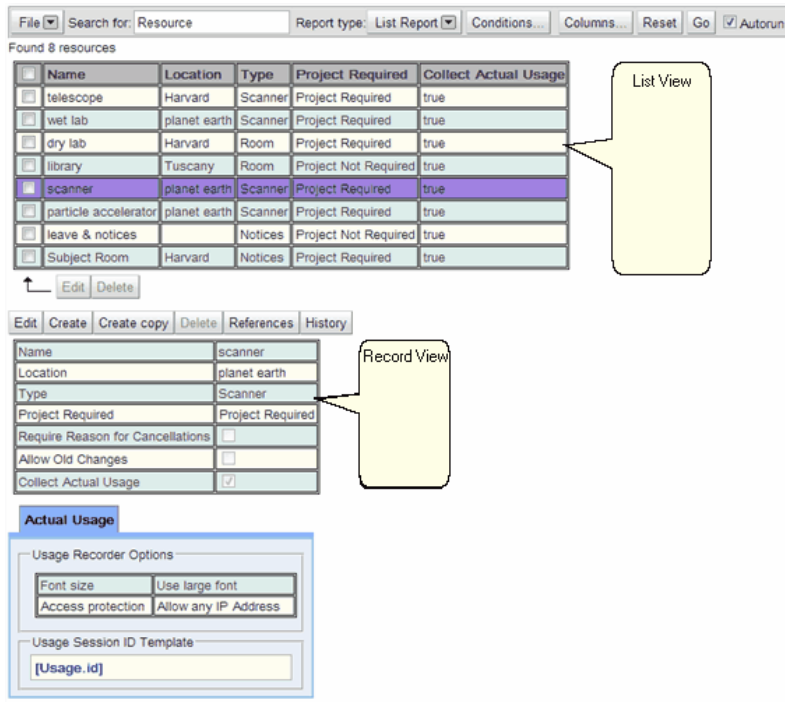 File Search for: Resource Report type: List Report Conditions... Columns... Reset Go Autorun
Found 8 resources
Name Location Type Project Required Collect Actual Usage
telescope Harvard Scanner Project Required true
wet lab planet earth Scanner Project Required true
dry lab Harvard Room Project Required true
library Tuscany Room Project Not Required true
scanner planet earth Scanner Project Required true
particle accelerator planet earth Scanner Project Required true
leave & notices Notices Project Not Required true
Subject Room Harvard Notices Project Required true
List View
Edit Delete
Edit Create Create copy Delete References History
Name scanner
Location planet earth
Type Scanner
Project Required Project Required
Require Reason for Cancellations
Allow Old Changes
Collect Actual Usage
Record View
Actual Usage
Usage Recorder Options
Font size Use large font
Access protection Allow any IP Address
Usage Session ID Template
[Usage.id]